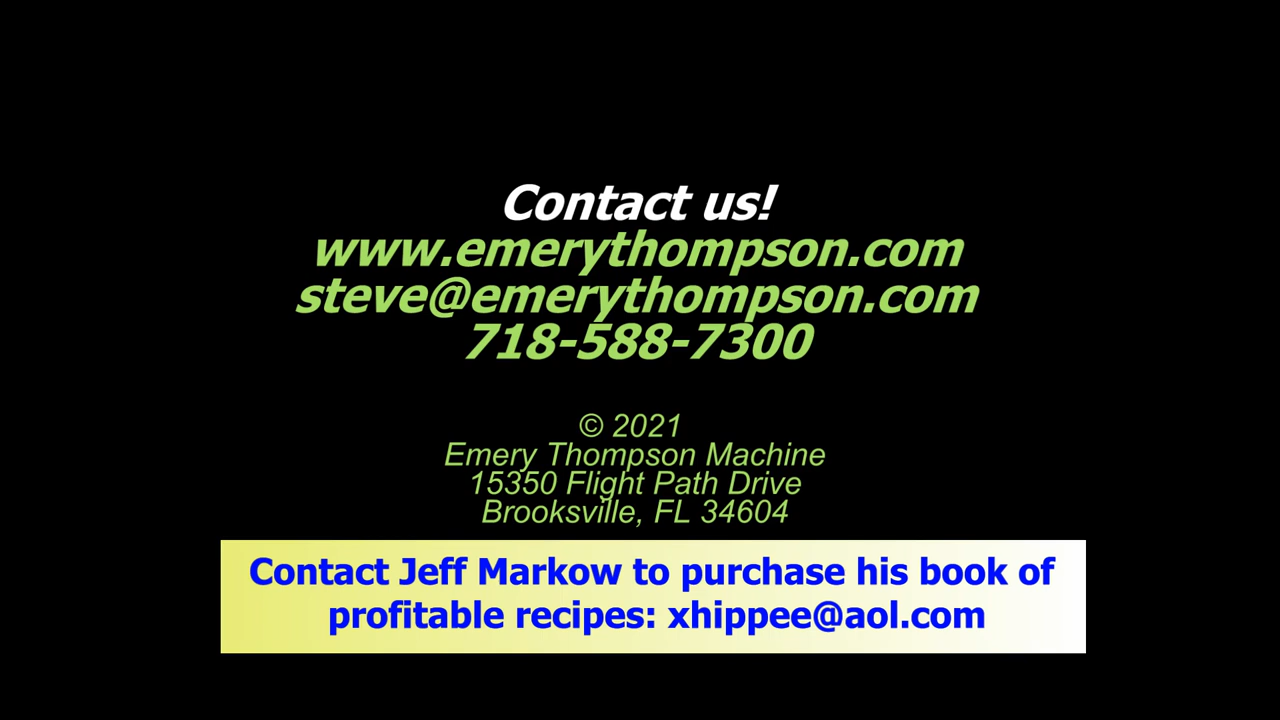 Contact us!
www.emerythompson.com
steve@emerythompson.com
718-588-7300
© 2021
Emery Thompson Machine
15350 Flight Path Drive
Brooksville, FL 34604
Contact Jeff Markow to purchase his book of
profitable recipes: xhippee@aol.com